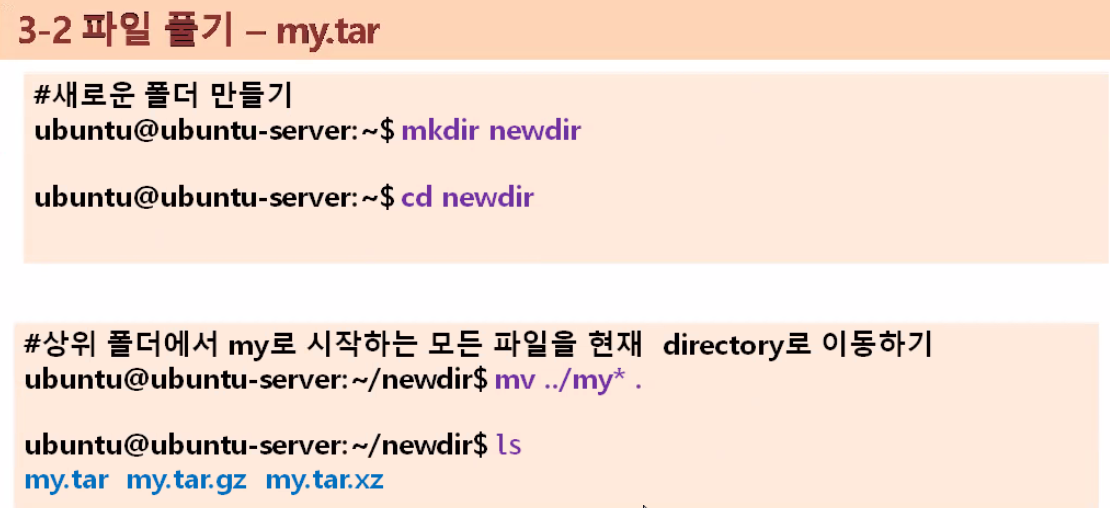 3-2 파일 풀기 – my.tar
#새로운 폴더 만들기
ubuntu@ubuntu-server:~$ mkdir newdir
ubuntu@ubuntu-server:~$ cd newdir
#상위 폴더에서 my로 시작하는 모든 파일을 현재 directory로 이동하기
ubuntu@ubuntu-server:~/newdir$ mv ../my* .
ubuntu@ubuntu-server:~/newdir$ ls
my.tar my.tar.gz my.tar.xz